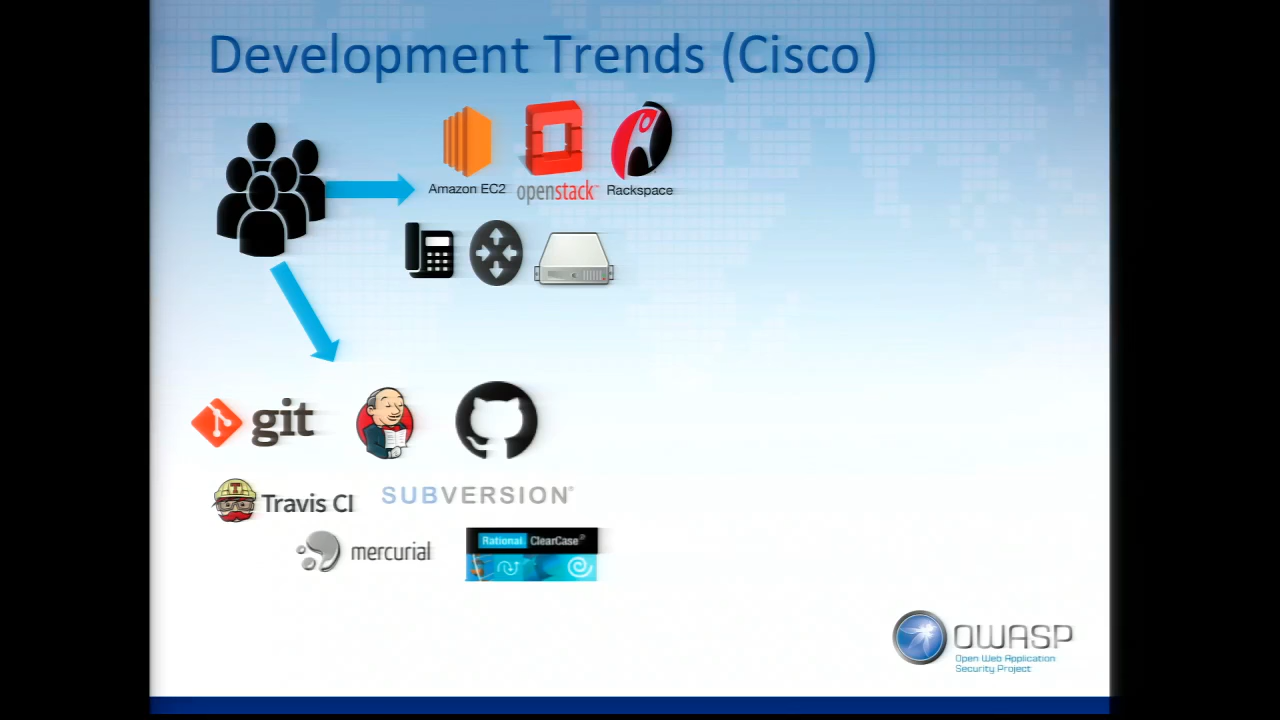 Development Trends (Cisco)
Amazon EC2
openstack
Rackspace
git
T
Travis CI
SUBVERSION®
mercurial
Rational ClearCase®
OWASP
Open Web Application
Security Project